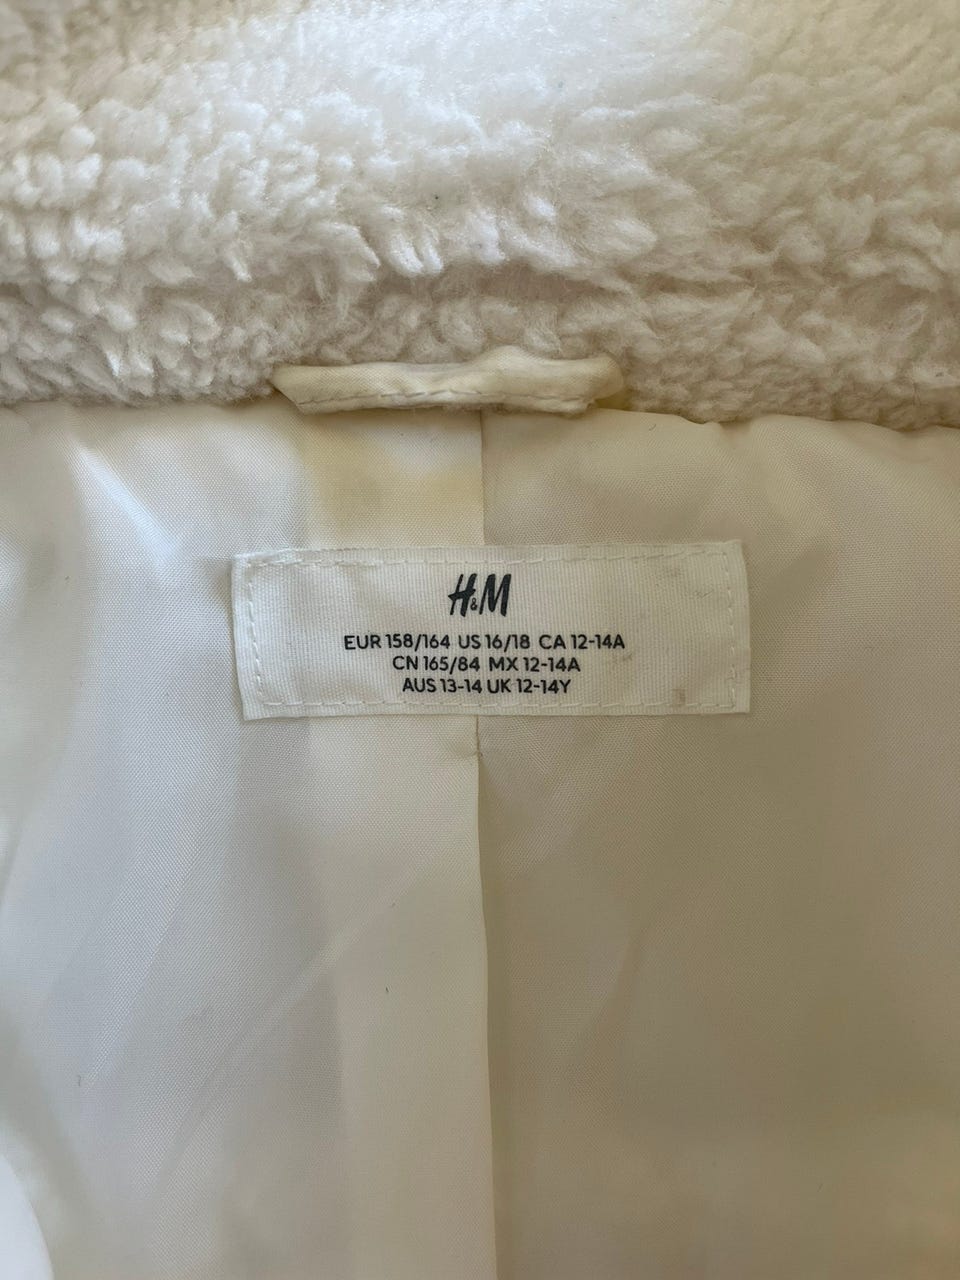 H&M
EUR 158/164 US 16/18 CA 12-14A
CN 165/84 MX 12-14A
AUS 13-14 UK 12-14Y